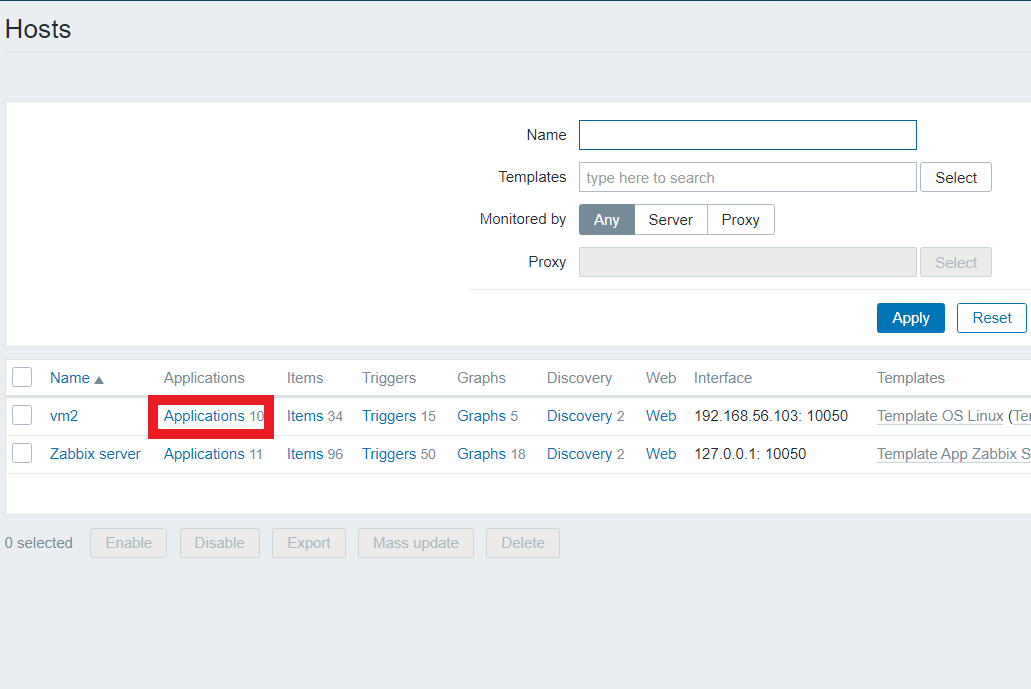 Hosts
Name
Templates type here to search Select
Monitored by Any Server Proxy
Proxy Select
Apply Reset
Name Applications Items Triggers Graphs Discovery Web Interface Templates
vm2 Applications 10 Items 34 Triggers 15 Graphs 5 Discovery 2 Web 192.168.56.103: 10050 Template OS Linux (Ter
Zabbix server Applications 11 Items 96 Triggers 50 Graphs 18 Discovery 2 Web 127.0.0.1: 10050 Template App Zabbix S
0 selected Enable Disable Export Mass update Delete